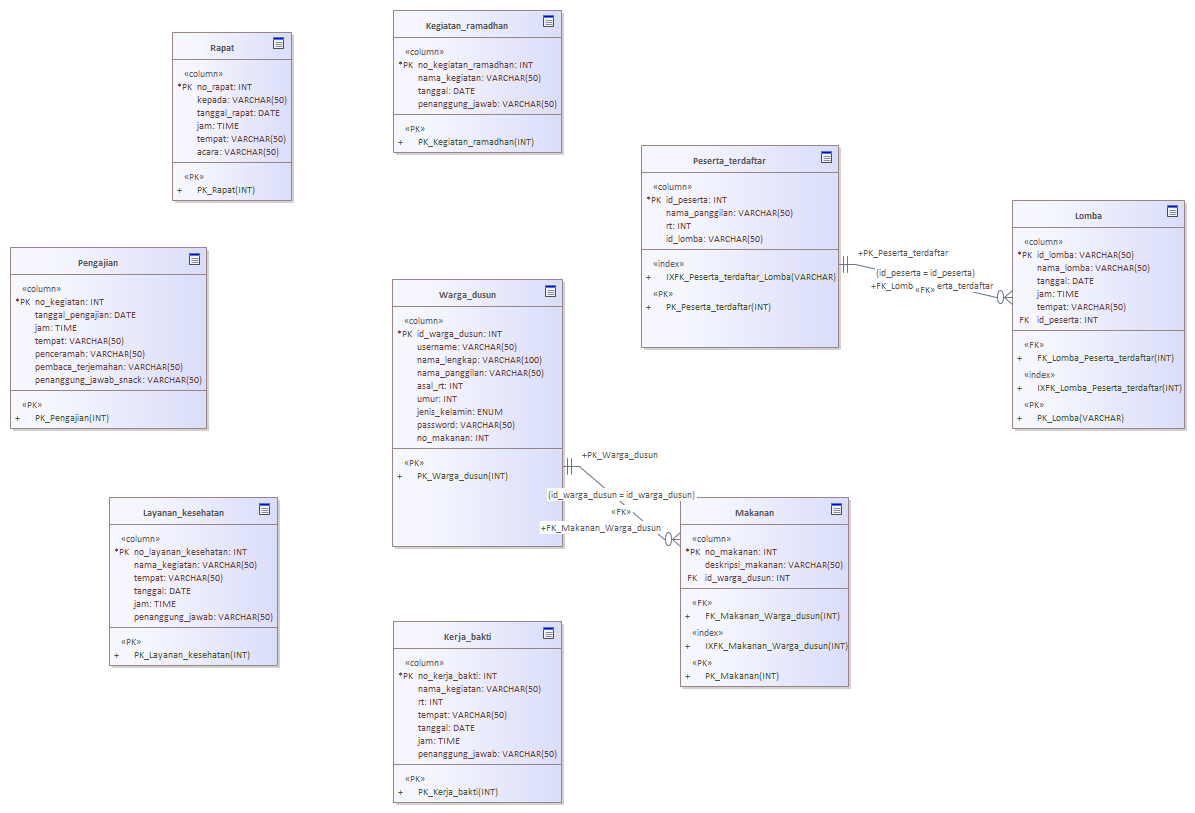 Rapat
«column»
*PK no_rapat: INT
kepada: VARCHAR(50)
tanggal_rapat: DATE
jam: TIME
tempat: VARCHAR(50)
acara: VARCHAR(50)
«PK»
+ PK_Rapat(INT)
Kegiatan_ramadhan
«column»
*PK no_kegiatan_ramadhan: INT
nama_kegiatan: VARCHAR(50)
tanggal: DATE
penanggung_jawab: VARCHAR(50)
«PK»
+ PK_Kegiatan_ramadhan(INT)
Peserta_terdaftar
«column»
*PK id_peserta: INT
nama_panggilan: VARCHAR(50)
rt: INT
id_lomba: VARCHAR(50)
«index»
+ IXFK_Peserta_terdaftar_Lomba(VARCHAR)
«PK»
+ PK_Peserta_terdaftar(INT)
+PK_Peserta_terdaftar
(id_peserta = id_peserta)
+FK_Lomb «FK» erta_terdaftar
Lomba
«column»
*PK id_lomba: VARCHAR(50)
nama_lomba: VARCHAR(50)
tanggal: DATE
jam: TIME
tempat: VARCHAR(50)
FK id_peserta: INT
«FK»
+ FK_Lomba_Peserta_terdaftar(INT)
«index»
+ IXFK_Lomba_Peserta_terdaftar(INT)
«PK»
+ PK_Lomba(VARCHAR)
Pengajian
«column»
*PK no_kegiatan: INT
tanggal_pengajian: DATE
jam: TIME
tempat: VARCHAR(50)
penceramah: VARCHAR(50)
pembaca_terjemahan: VARCHAR(50)
penanggung_jawab_snack: VARCHAR(50)
«PK»
+ PK_Pengajian(INT)
Warga_dusun
«column»
*PK id_warga_dusun: INT
username: VARCHAR(50)
nama_lengkap: VARCHAR(100)
nama_panggilan: VARCHAR(50)
asal_rt: INT
umur: INT
jenis_kelamin: ENUM
password: VARCHAR(50)
no_makanan: INT
«PK»
+ PK_Warga_dusun(INT)
+PK_Warga_dusun
(id_warga_dusun = id_warga_dusun)
«FK»
+FK_Makanan_Warga_dusun
Makanan
«column»
*PK no_makanan: INT
deskripsi_makanan: VARCHAR(50)
FK id_warga_dusun: INT
«FK»
+ FK_Makanan_Warga_dusun(INT)
«index»
+ IXFK_Makanan_Warga_dusun(INT)
«PK»
+ PK_Makanan(INT)
Layanan_kesehatan
«column»
*PK no_layanan_kesehatan: INT
nama_kegiatan: VARCHAR(50)
tempat: VARCHAR(50)
tanggal: DATE
jam: TIME
penanggung_jawab: VARCHAR(50)
«PK»
+ PK_Layanan_kesehatan(INT)
Kerja_bakti
«column»
*PK no_kerja_bakti: INT
nama_kegiatan: VARCHAR(50)
rt: INT
tempat: VARCHAR(50)
tanggal: DATE
jam: TIME
penanggung_jawab: VARCHAR(50)
«PK»
+ PK_Kerja_bakti(INT)